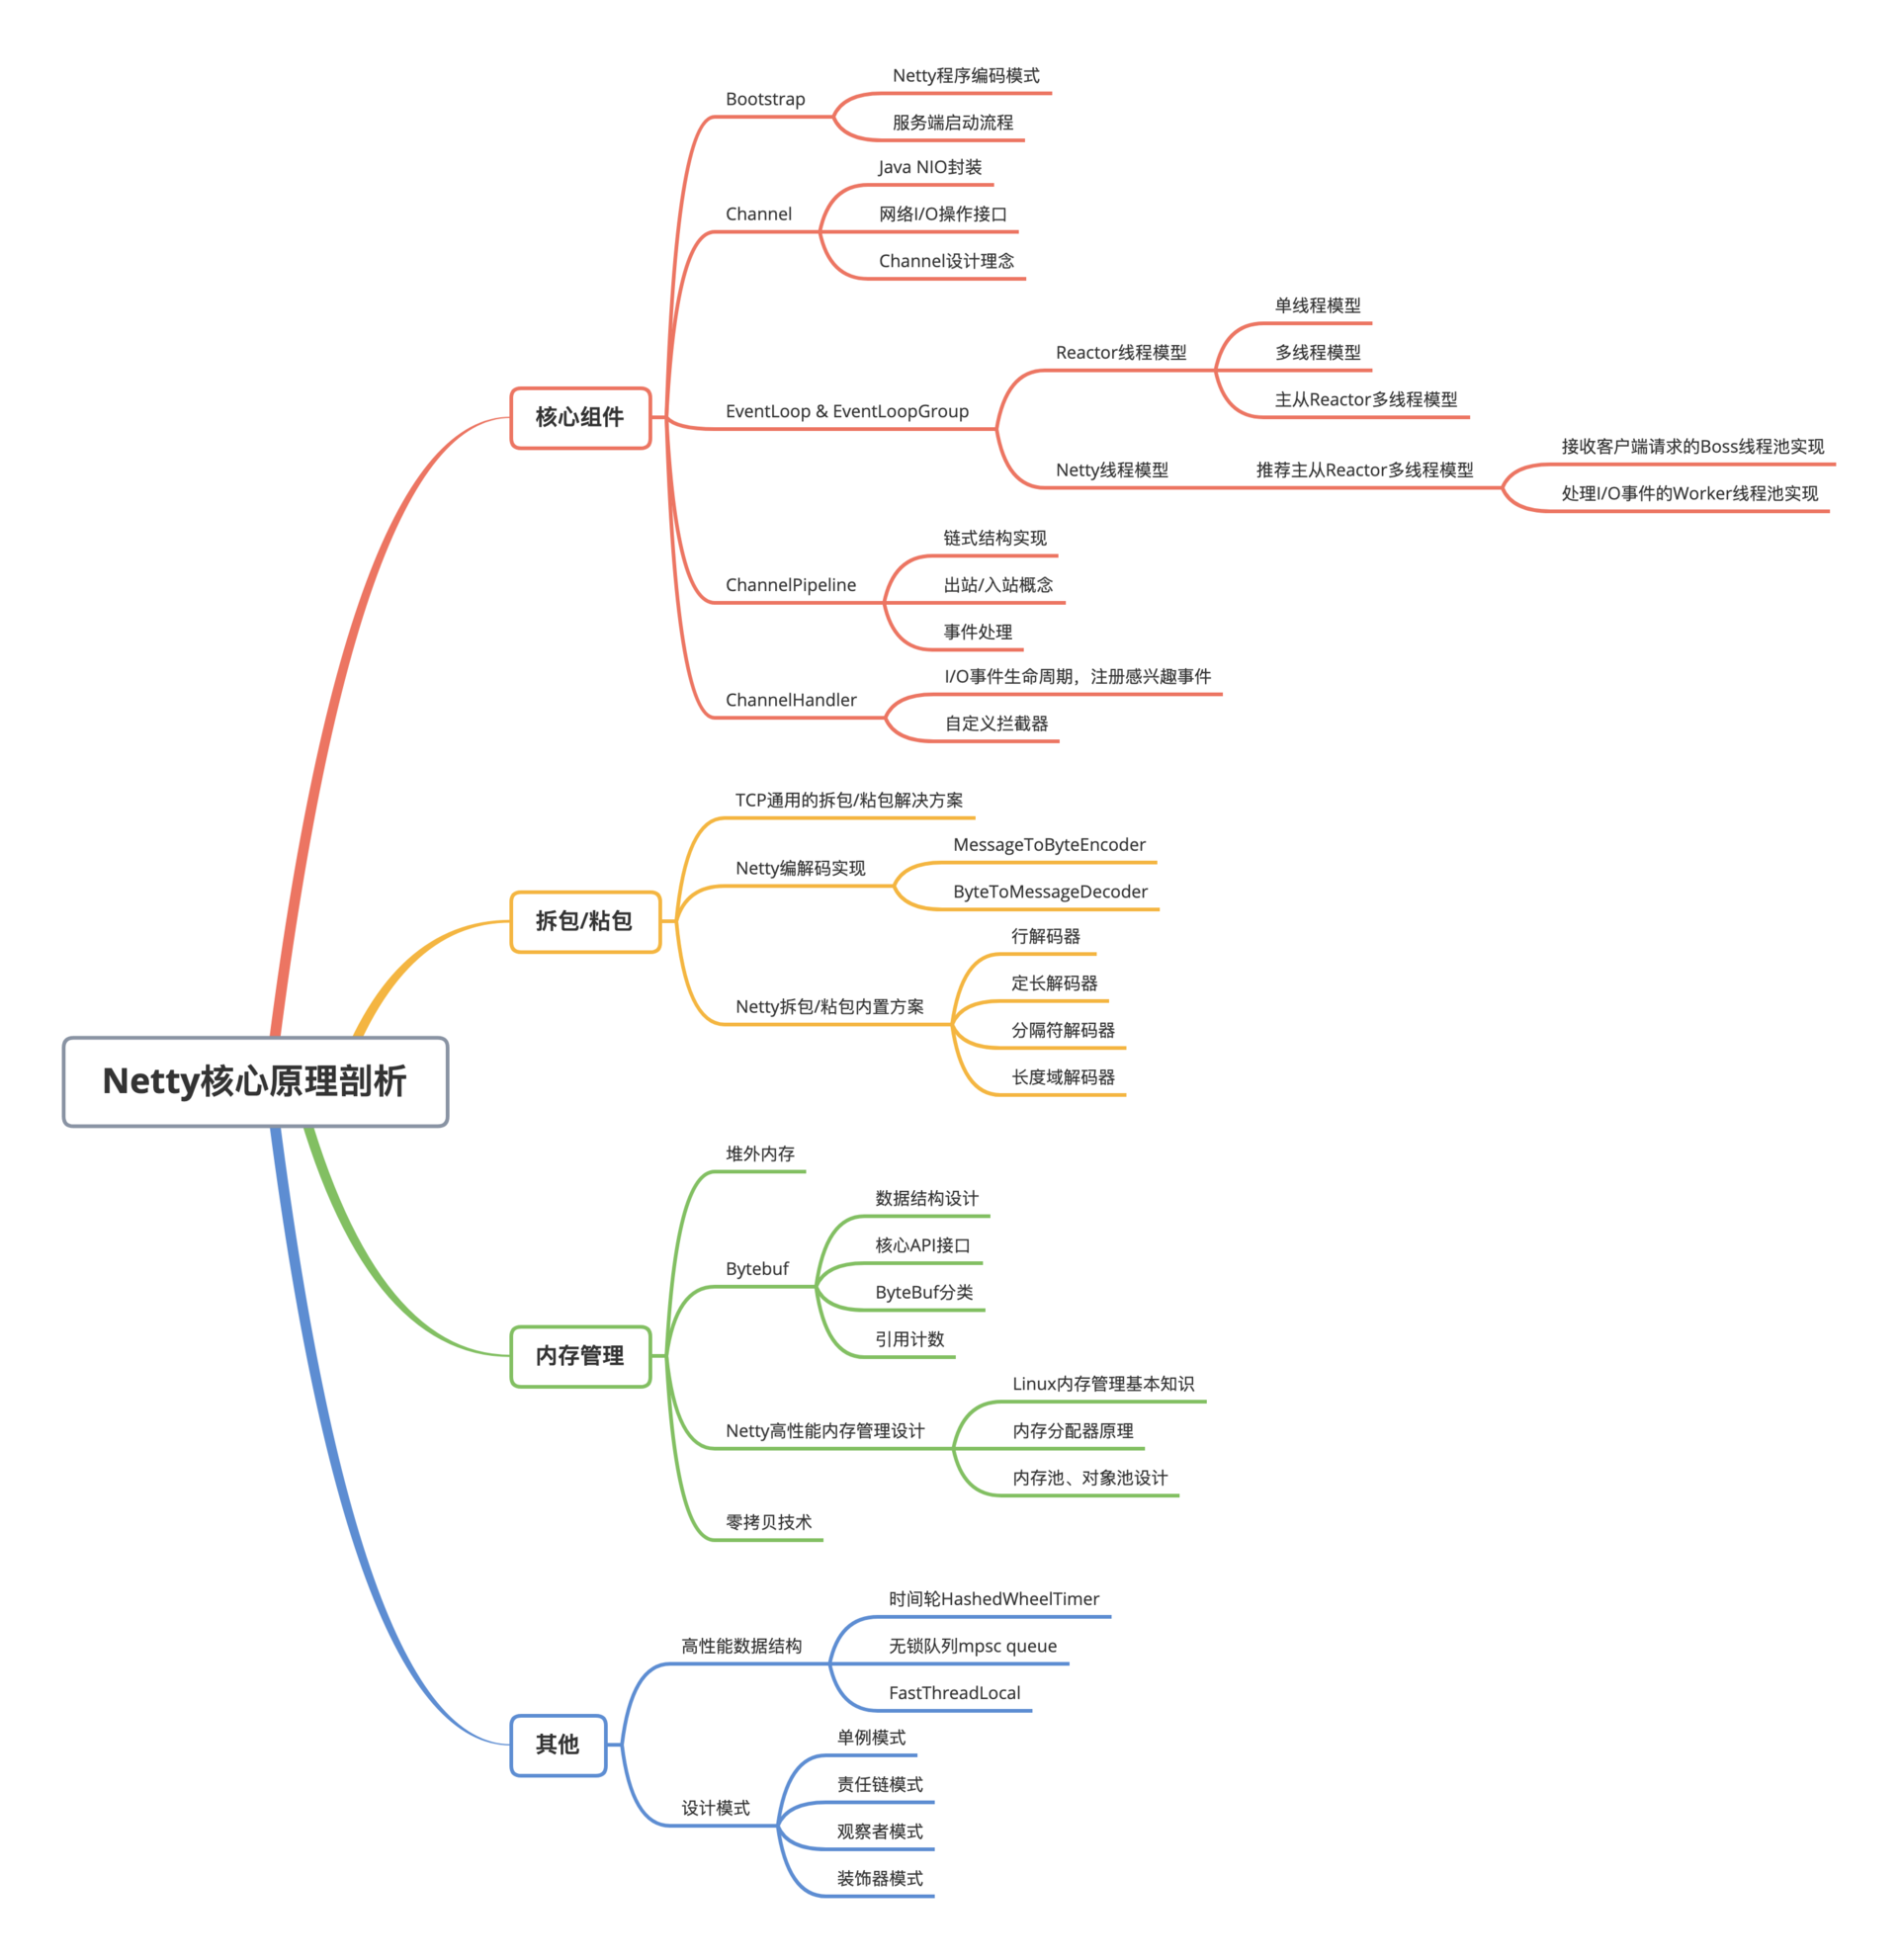 Netty核心原理剖析
核心组件
Bootstrap
Netty程序编码模式
服务端启动流程
Channel
Java NIO封装
网络I/O操作接口
Channel设计理念
EventLoop & EventLoopGroup
Reactor线程模型
单线程模型
多线程模型
主从Reactor多线程模型
Netty线程模型
推荐主从Reactor多线程模型
接收客户端请求的Boss线程池实现
处理I/O事件的Worker线程池实现
ChannelPipeline
链式结构实现
出站/入站概念
事件处理
ChannelHandler
I/O事件生命周期，注册感兴趣事件
自定义拦截器
拆包/粘包
TCP通用的拆包/粘包解决方案
Netty编解码实现
MessageToByteEncoder
ByteToMessageDecoder
Netty拆包/粘包内置方案
行解码器
定长解码器
分隔符解码器
长度域解码器
内存管理
堆外内存
Bytebuf
数据结构设计
核心API接口
ByteBuf分类
引用计数
Netty高性能内存管理设计
Linux内存管理基本知识
内存分配器原理
内存池、对象池设计
零拷贝技术
其他
高性能数据结构
时间轮HashedWheelTimer
无锁队列mpsc queue
FastThreadLocal
设计模式
单例模式
责任链模式
观察者模式
装饰器模式